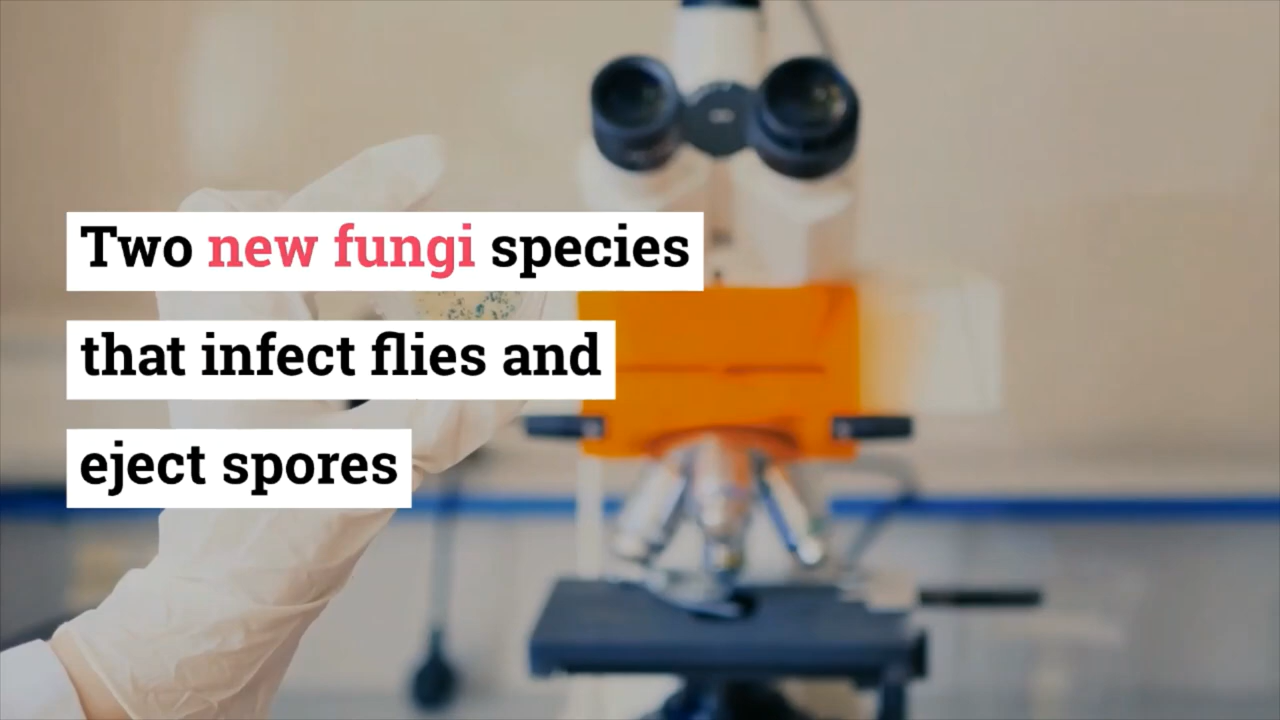 Two new fungi species
that infect flies and
eject spores